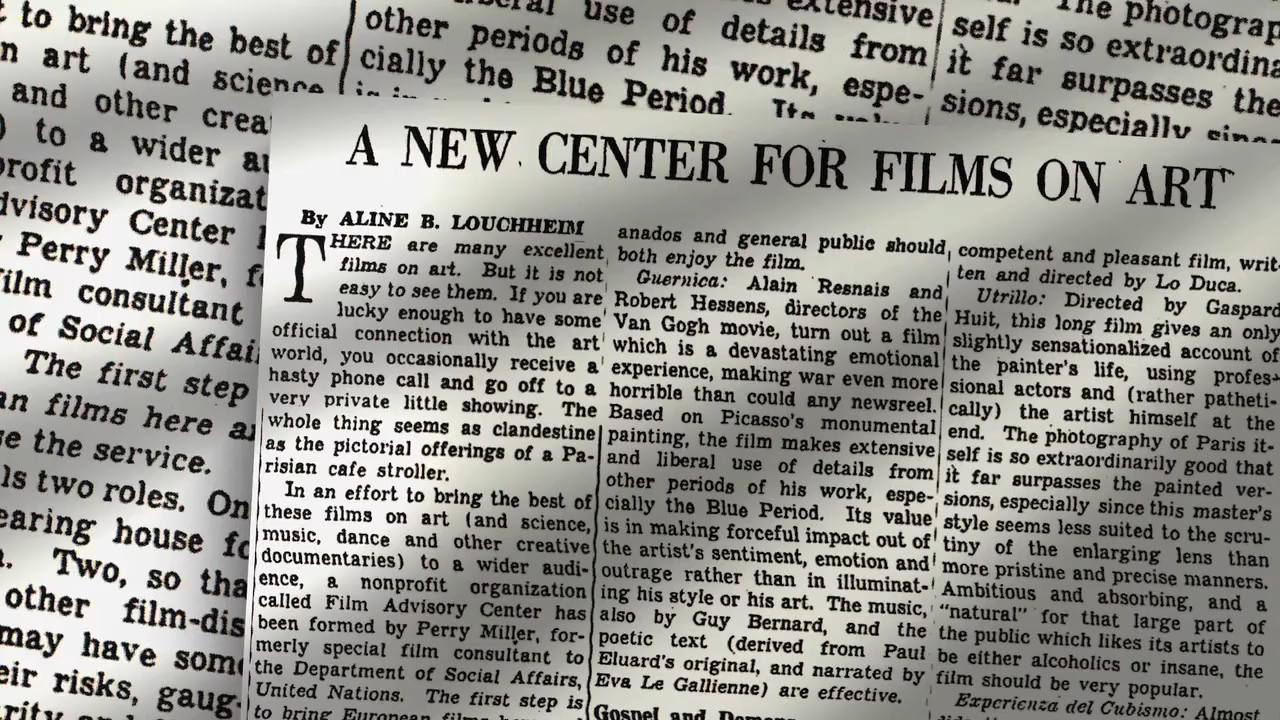 to bring the best of
art (and science
and other
to a wider
profit organizat
dvisory Center
Perry Miller,
film consultant
of Social Affai
The first step
an films here
the service.
ls two roles. On
earing house
Two, so tha
other film-dis
may have som
eir risks, gaug-
use of details from
other periods of his work, espe-
cially the Blue Period. Its
extensive
The photograp
self is so extraordina
it far surpasses the
sions, especially since
A NEW CENTER FOR FILMS ON ART
By ALINE B. LOUCHHEIM
THERE are many excellent
films on art. But it is not
easy to see them. If you are
lucky enough to have some
official connection with the art
world, you occasionally receive a
hasty phone call and go off to a
very private little showing. The
whole thing seems as clandestine
as the pictorial offerings of a Pa-
risian cafe stroller.
In an effort to bring the best of
these films on art (and science,
music, dance and other creative
documentaries) to a wider audi-
ence, a nonprofit organization
called Film Advisory Center has
been formed by Perry Miller, for-
merly special film consultant to
the Department of Social Affairs,
United Nations. The first step is
to bring European films
anados and general public should
both enjoy the film.
Guernica: Alain Resnais and
Robert Hessens, directors of the
Van Gogh movie, turn out a film
which is a devastating emotional
experience, making war even more
horrible than could any newsreel.
Based on Picasso's monumental
painting, the film makes extensive
and liberal use of details from
other periods of his work, espe-
cially the Blue Period. Its value
is in making forceful impact out of
the artist's sentiment, emotion and
outrage rather than in illuminat-
ing his style or his art. The music,
also by Guy Bernard, and the
poetic text (derived from Paul
Eluard's original, and narrated by
Eva Le Gallienne) are effective.
Gospel and
competent and pleasant film, writ-
ten and directed by Lo Duca.
Utrillo: Directed by Gaspard
Huit, this long film gives an only
slightly sensationalized account of
the painter's life, using profes-
sional actors and (rather patheti-
cally) the artist himself at the
end. The photography of Paris it-
self is so extraordinarily good that
it far surpasses the painted ver-
sions, especially since this master's
style seems less suited to the scru-
tiny of the enlarging lens than
more pristine and precise manners.
Ambitious and absorbing, and a
"natural" for that large part of
the public which likes its artists to
be either alcoholics or insane, the
film should be very popular.
Experienza del Cubismo: Almost